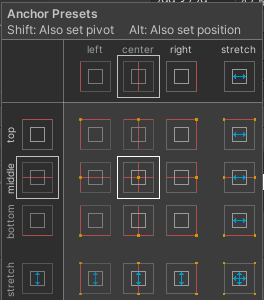 Anchor Presets
Shift: Also set pivot Alt: Also set position
left center right stretch
top
middle
bottom
stretch